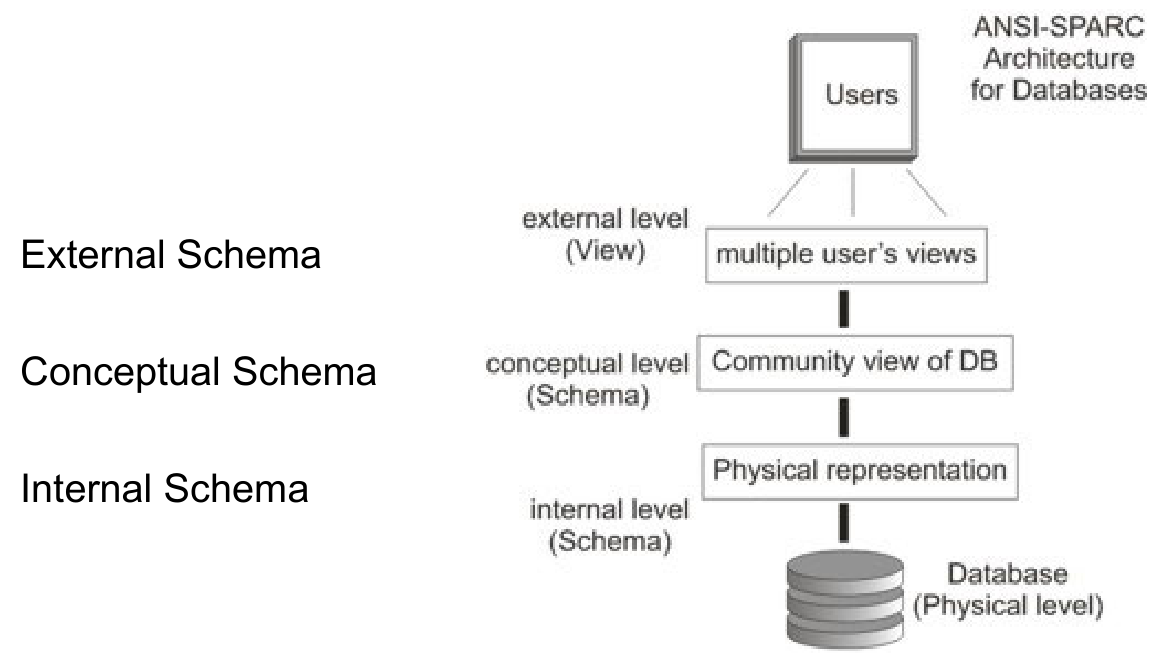 ANSI-SPARC
Architecture
for Databases
Users
external level
(View)
External Schema
multiple user's views
Conceptual Schema
conceptual level
(Schema)
Community view of DB
Internal Schema
Physical representation
internal level
(Schema)
Database
(Physical level)